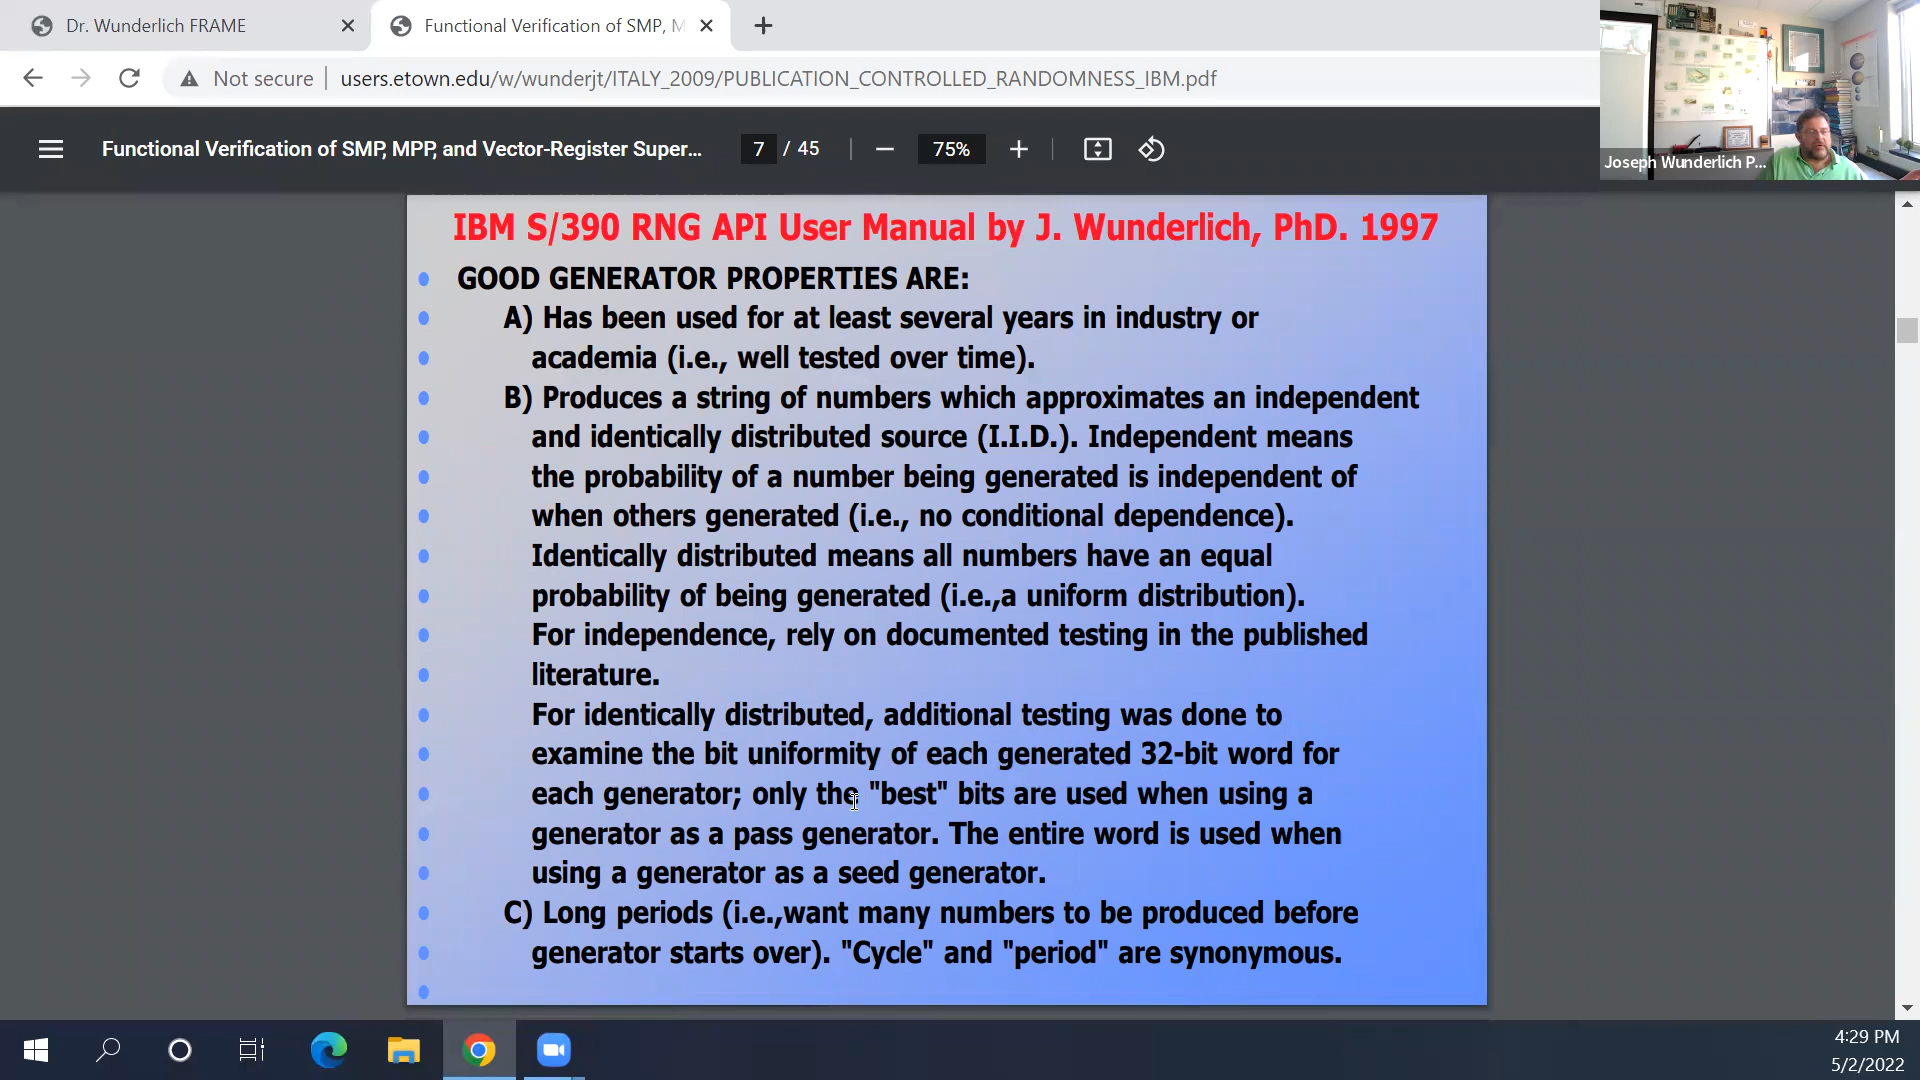 Dr. Wunderlich FRAME
Functional Verification of SMP, M
Not secure
users.etown.edu/w/wunderjt/ITALY_2009/PUBLICATION_CONTROLLED_RANDOMNESS_IBM.pdf
Functional Verification of SMP, MPP, and Vector-Register Super...
7 / 45
75%
Joseph Wunderlich P...
IBM S/390 RNG API User Manual by J. Wunderlich, PhD. 1997
GOOD GENERATOR PROPERTIES ARE:
A) Has been used for at least several years in industry or
academia (i.e., well tested over time).
B) Produces a string of numbers which approximates an independent
and identically distributed source (I.I.D.). Independent means
the probability of a number being generated is independent of
when others generated (i.e., no conditional dependence).
Identically distributed means all numbers have an equal
probability of being generated (i.e.,a uniform distribution).
For independence, rely on documented testing in the published
literature.
For identically distributed, additional testing was done to
examine the bit uniformity of each generated 32-bit word for
each generator; only the "best" bits are used when using a
generator as a pass generator. The entire word is used when
using a generator as a seed generator.
C) Long periods (i.e.,want many numbers to be produced before
generator starts over). "Cycle" and "period" are synonymous.
4:29 PM
5/2/2022